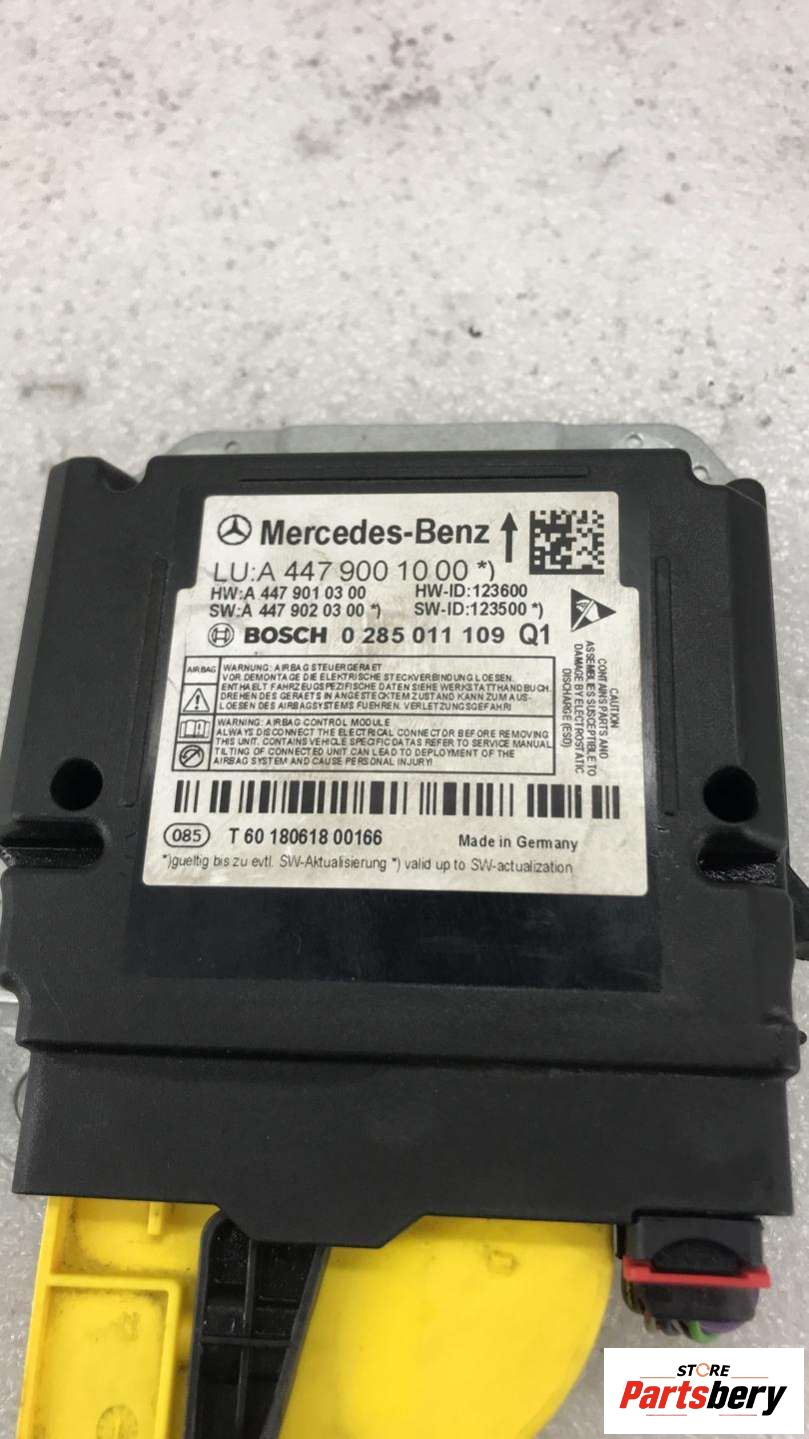 Mercedes-Benz
LU:A 447 900 10 00 *)
HW:A 447 901 03 00 HW-ID:123600
SW:A 447 902 03 00 *) SW-ID:123500 *)
BOSCH 0 285 011 109 Q1
AIRBAG
WARNUNG: AIRBAG STEUERGERAET
VOR DEMONTAGE DIE ELEKTRISCHE STECKVERBINDUNG LOESEN.
ENTHAELT FAHRZEUGSPEZIFISCHE DATEN SIEHE WERKSTATTHANDBUCH
DREHEN DES GERAETS IN ANGESTECKTEM ZUSTAND KANN ZUM AUS-
LOESEN DES AIRBAGSYSTEMS FUEHREN. VERLETZUNGSGEFAHR!
WARNING: AIRBAG CONTROL MODULE
ALWAYS DISCONNECT THE ELECTRICAL CONNECTOR BEFORE REMOVING
THIS UNIT. CONTAINS VEHICLE SPECIFIC DATAS REFER TO SERVICE MANUAL
TILTING OF CONNECTED UNIT CAN LEAD TO DEPLOYMENT OF THE
AIRBAG SYSTEM AND CAUSE PERSONAL INJURY!
CAUTION
CONTAINS PARTS AND
ASSEMBLIES SUSCEPTIBLE TO
DAMAGE BY ELECTROSTATIC
DISCHARGE (ESD)
085 T 60 180618 00166 Made in Germany
*)gueltig bis zu evtl. SW-Aktualisierung *) valid up to SW-actualization
STORE
Partsbery